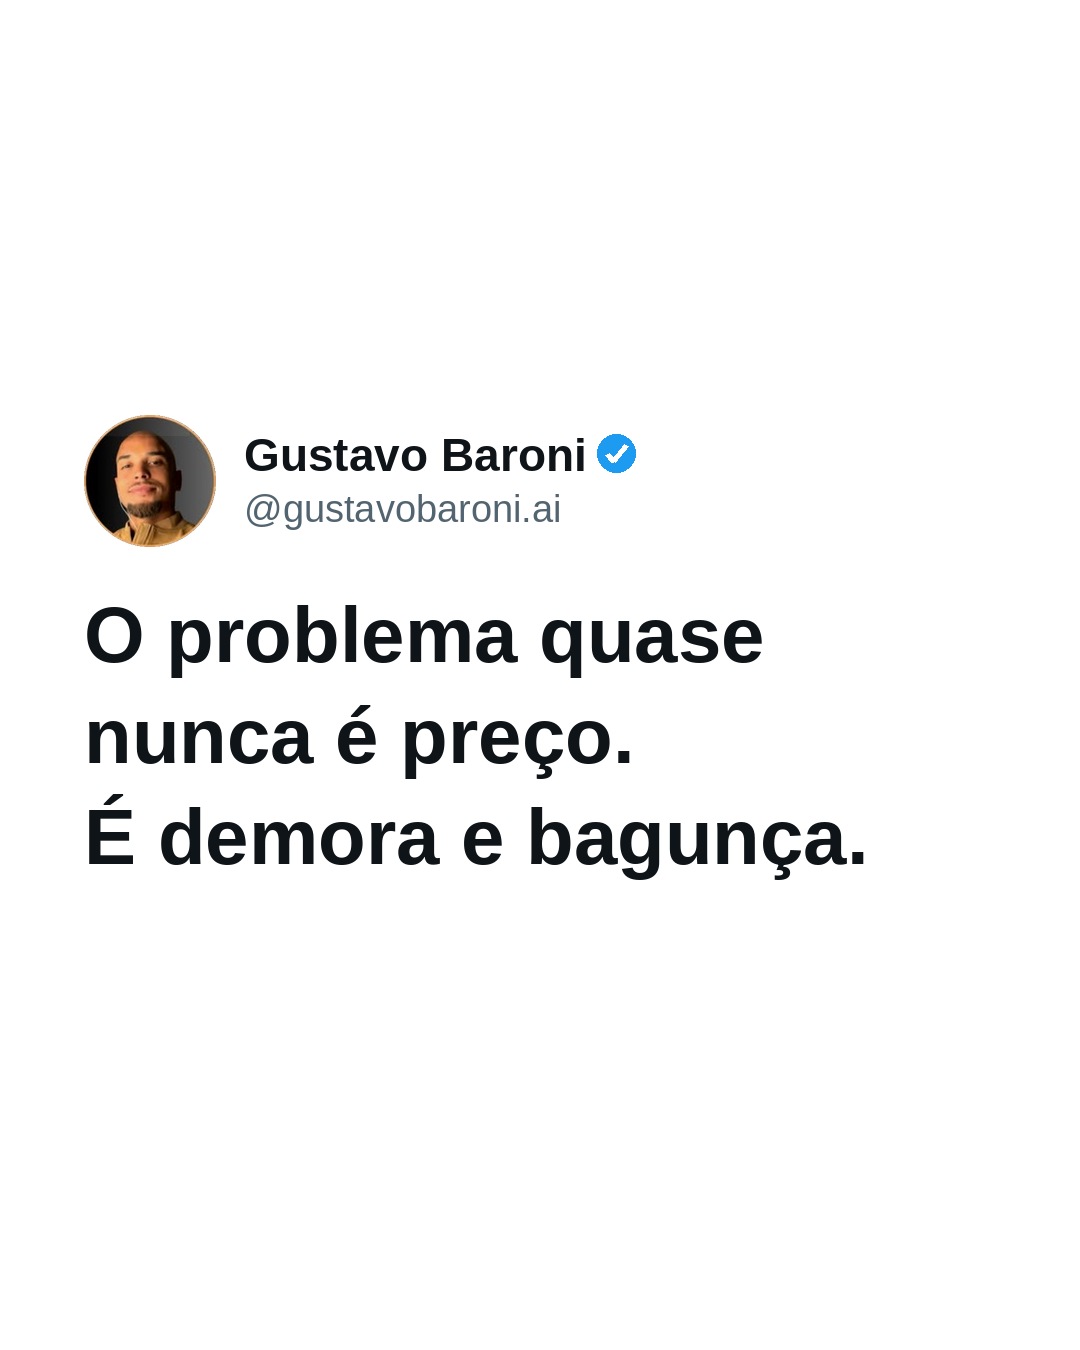 Gustavo Baroni
@gustavobaroni.ai
O problema quase
nunca é preço.
É demora e bagunça.